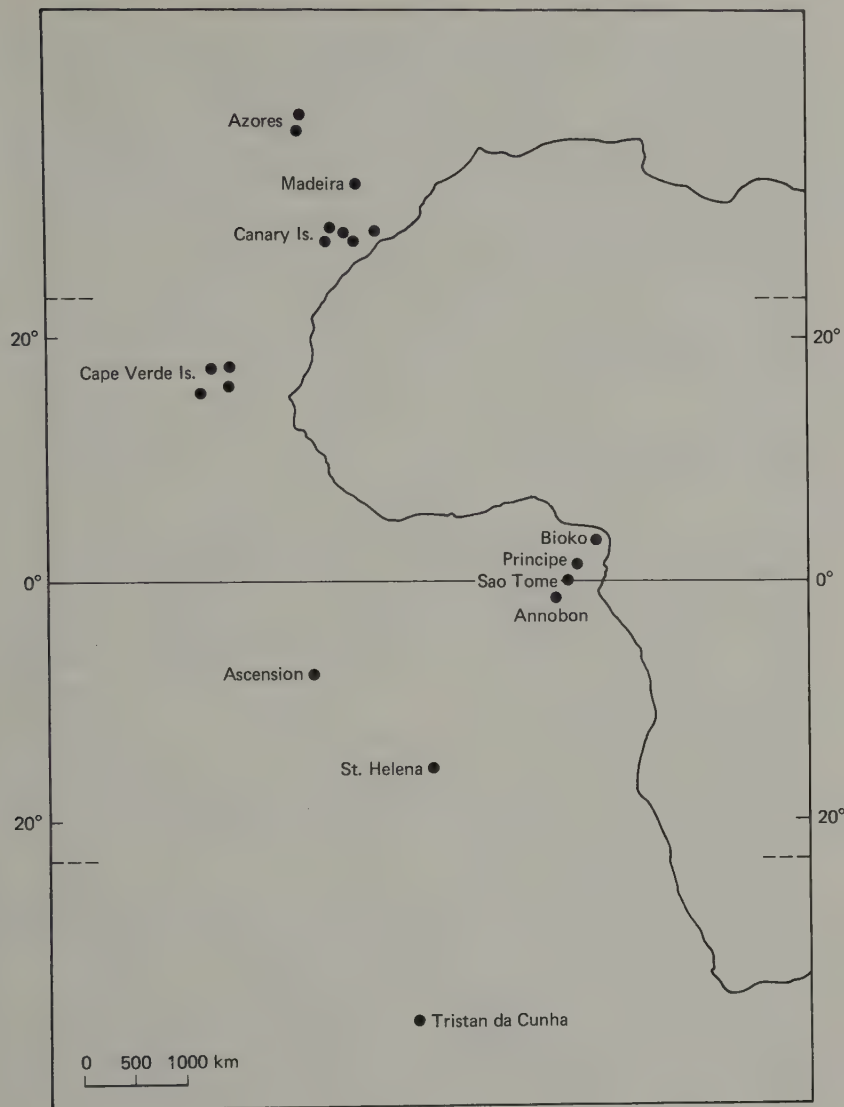 Azores
Madeira
Canary Is.
20°
20°
Cape Verde Is.
Bioko
Principe
0°
Sao Tome
0°
Annobon
Ascension
St. Helena
20°
20°
Tristan da Cunha
0 500 1000 km